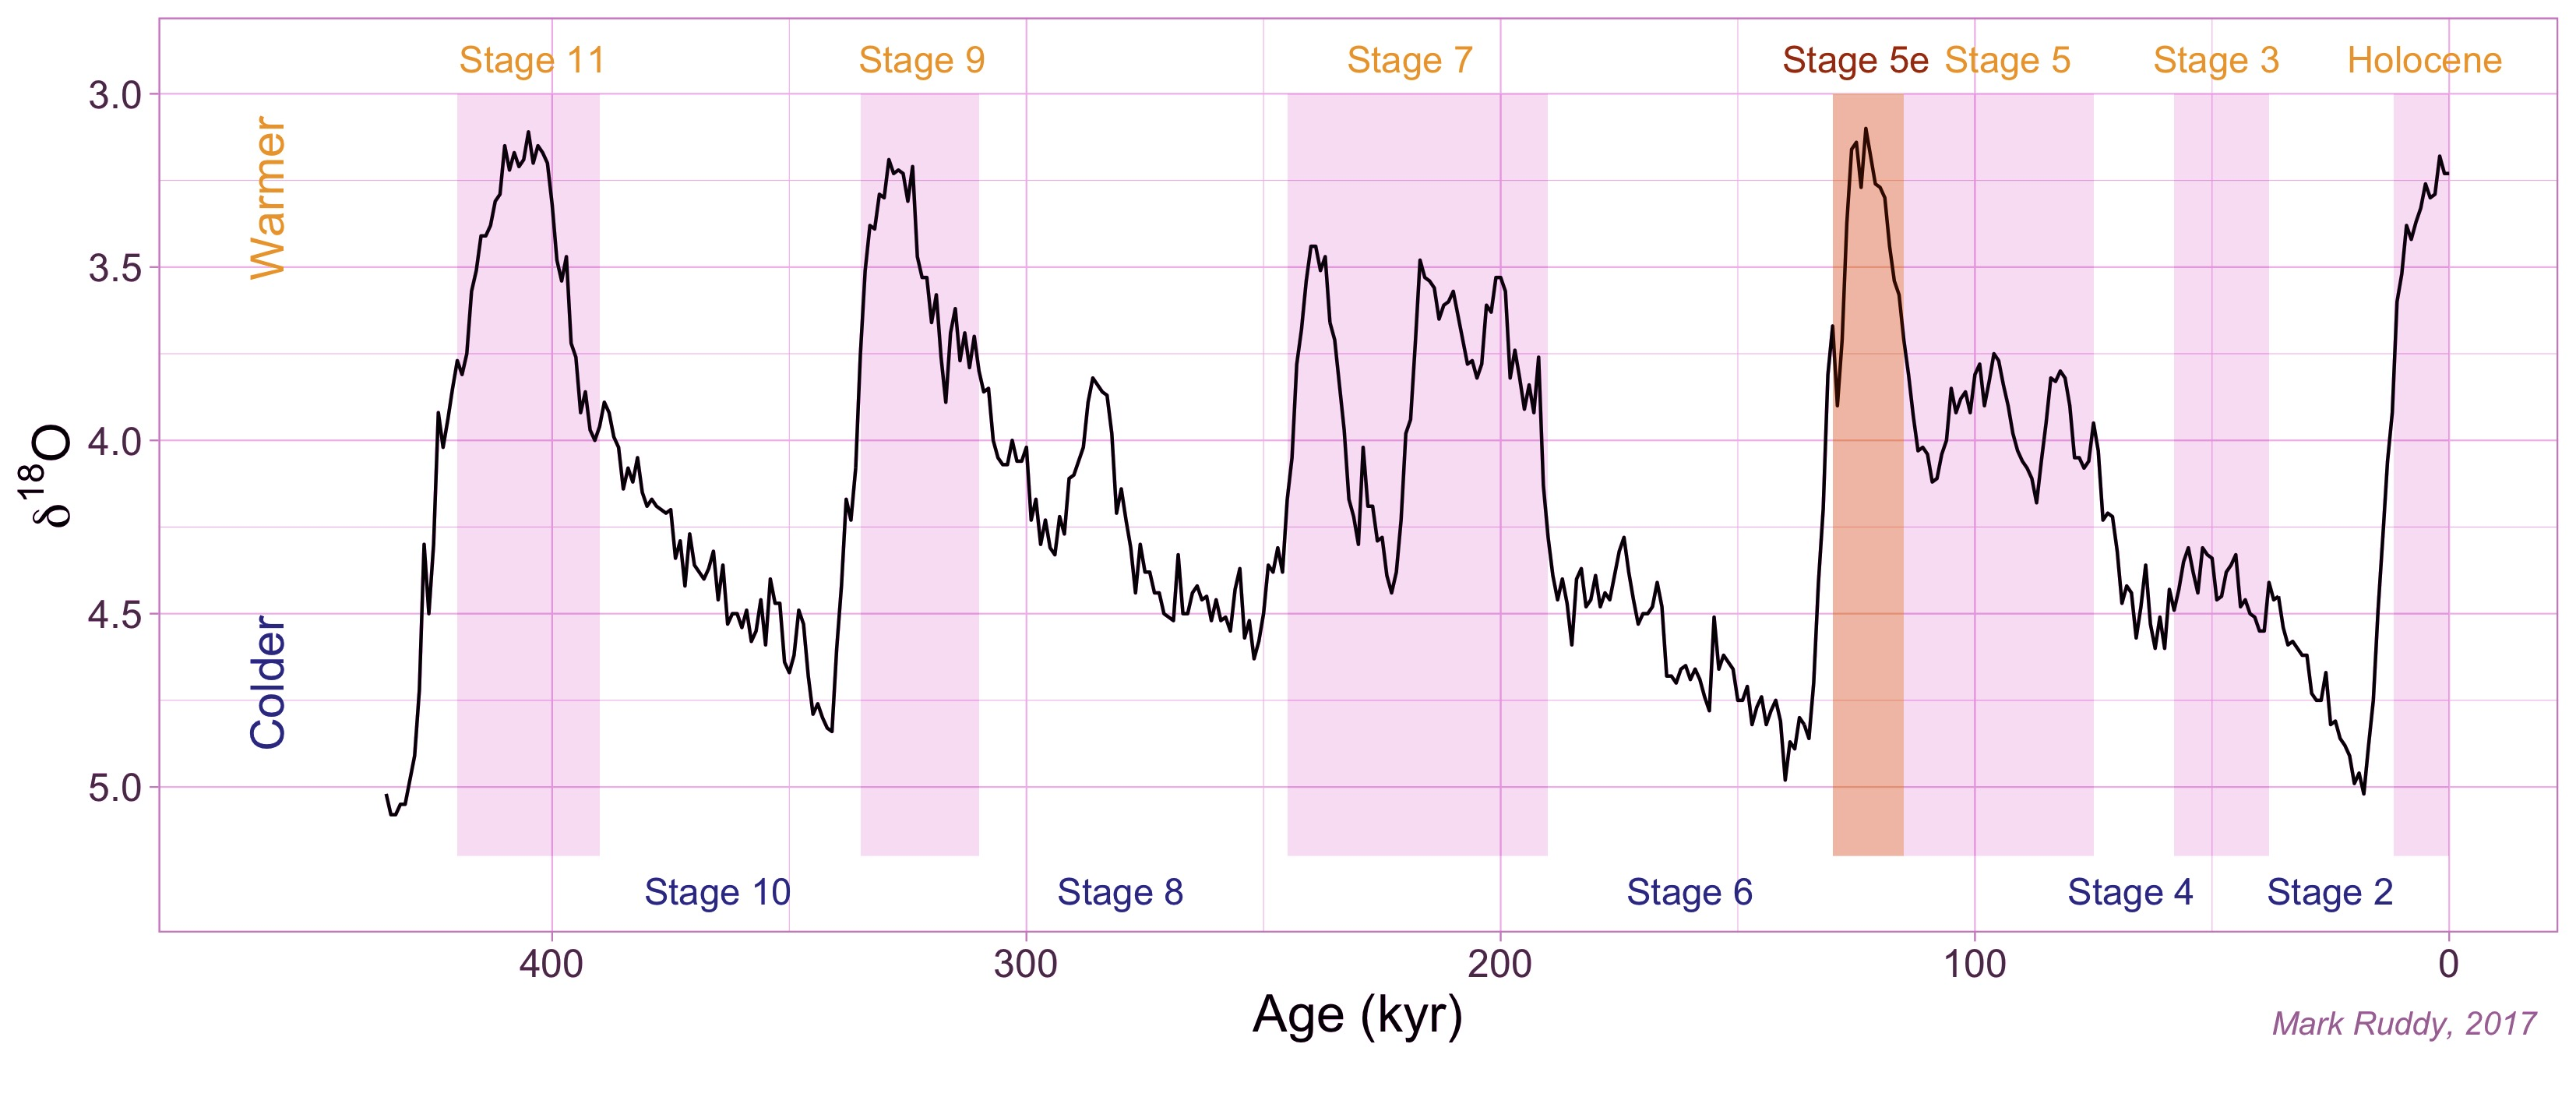 Stage 11
Stage 9
Stage 7
Stage 5e
Stage 5
Stage 3
Holocene
3.0
3.5
4.0
4.5
5.0
Warmer
Colder
δ 18O
Stage 10
Stage 8
Stage 6
Stage 4
Stage 2
400
300
200
100
0
Age (kyr)
Mark Ruddy, 2017